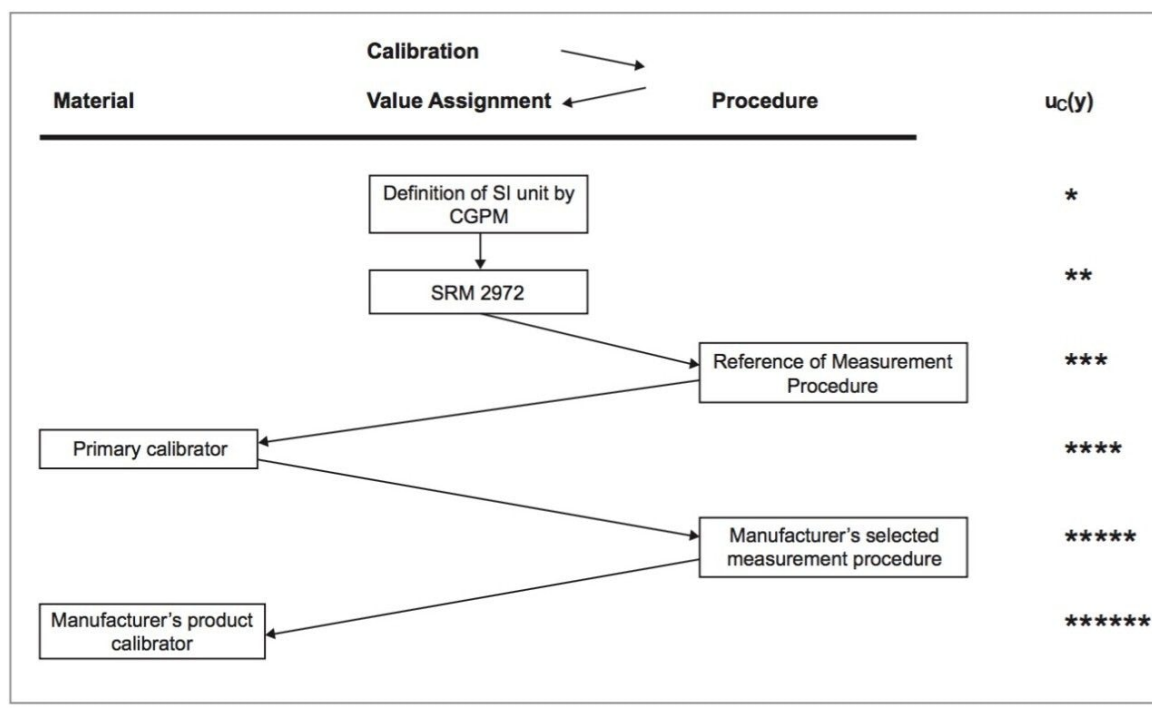 Calibration
Material
Value Assignment
Procedure
uC(y)
Definition of SI unit by
CGPM
*
SRM 2972
**
Reference of Measurement
Procedure
***
Primary calibrator
****
Manufacturer's selected
measurement procedure
*****
Manufacturer's product
calibrator
******